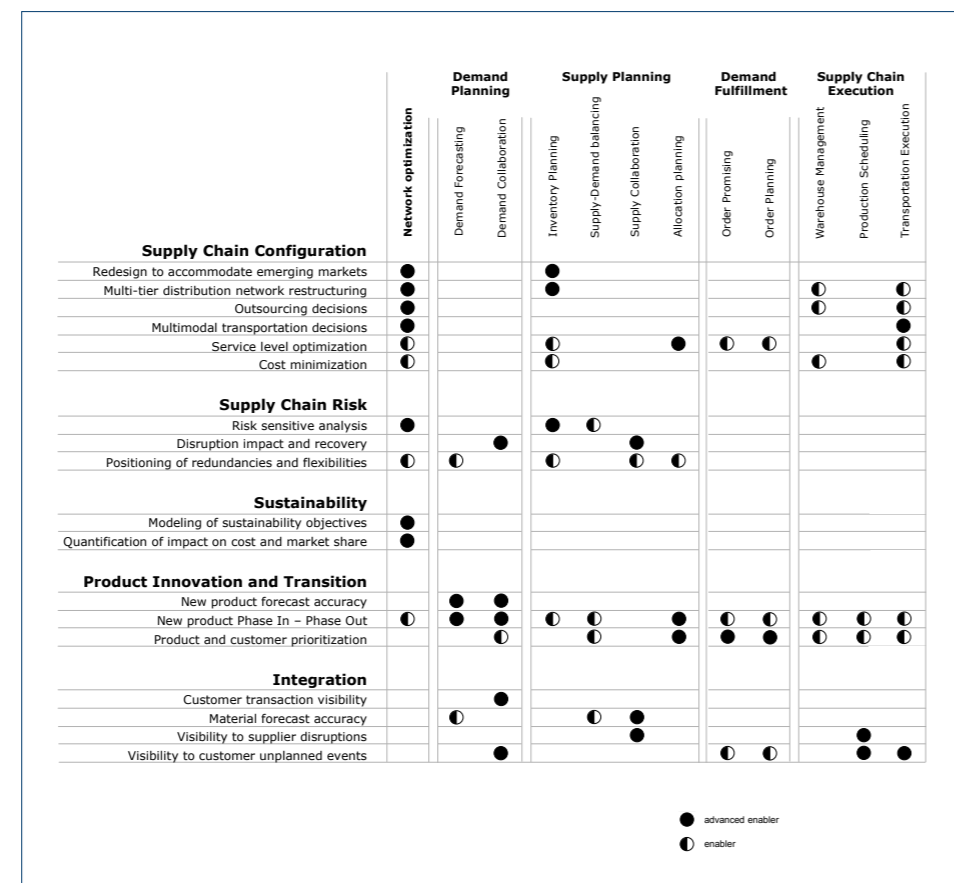 Demand
Planning
Supply Planning
Demand
Fulfillment
Supply Chain
Execution
Network optimization
Demand Forecasting
Demand Collaboration
Inventory Planning
Supply-Demand balancing
Supply Collaboration
Allocation planning
Order Promising
Order Planning
Warehouse Management
Production Scheduling
Transportation Execution
Supply Chain Configuration
Redesign to accommodate emerging markets
Multi-tier distribution network restructuring
Outsourcing decisions
Multimodal transportation decisions
Service level optimization
Cost minimization
Supply Chain Risk
Risk sensitive analysis
Disruption impact and recovery
Positioning of redundancies and flexibilities
Sustainability
Modeling of sustainability objectives
Quantification of impact on cost and market share
Product Innovation and Transition
New product forecast accuracy
New product Phase In – Phase Out
Product and customer prioritization
Integration
Customer transaction visibility
Material forecast accuracy
Visibility to supplier disruptions
Visibility to customer unplanned events
advanced enabler
enabler